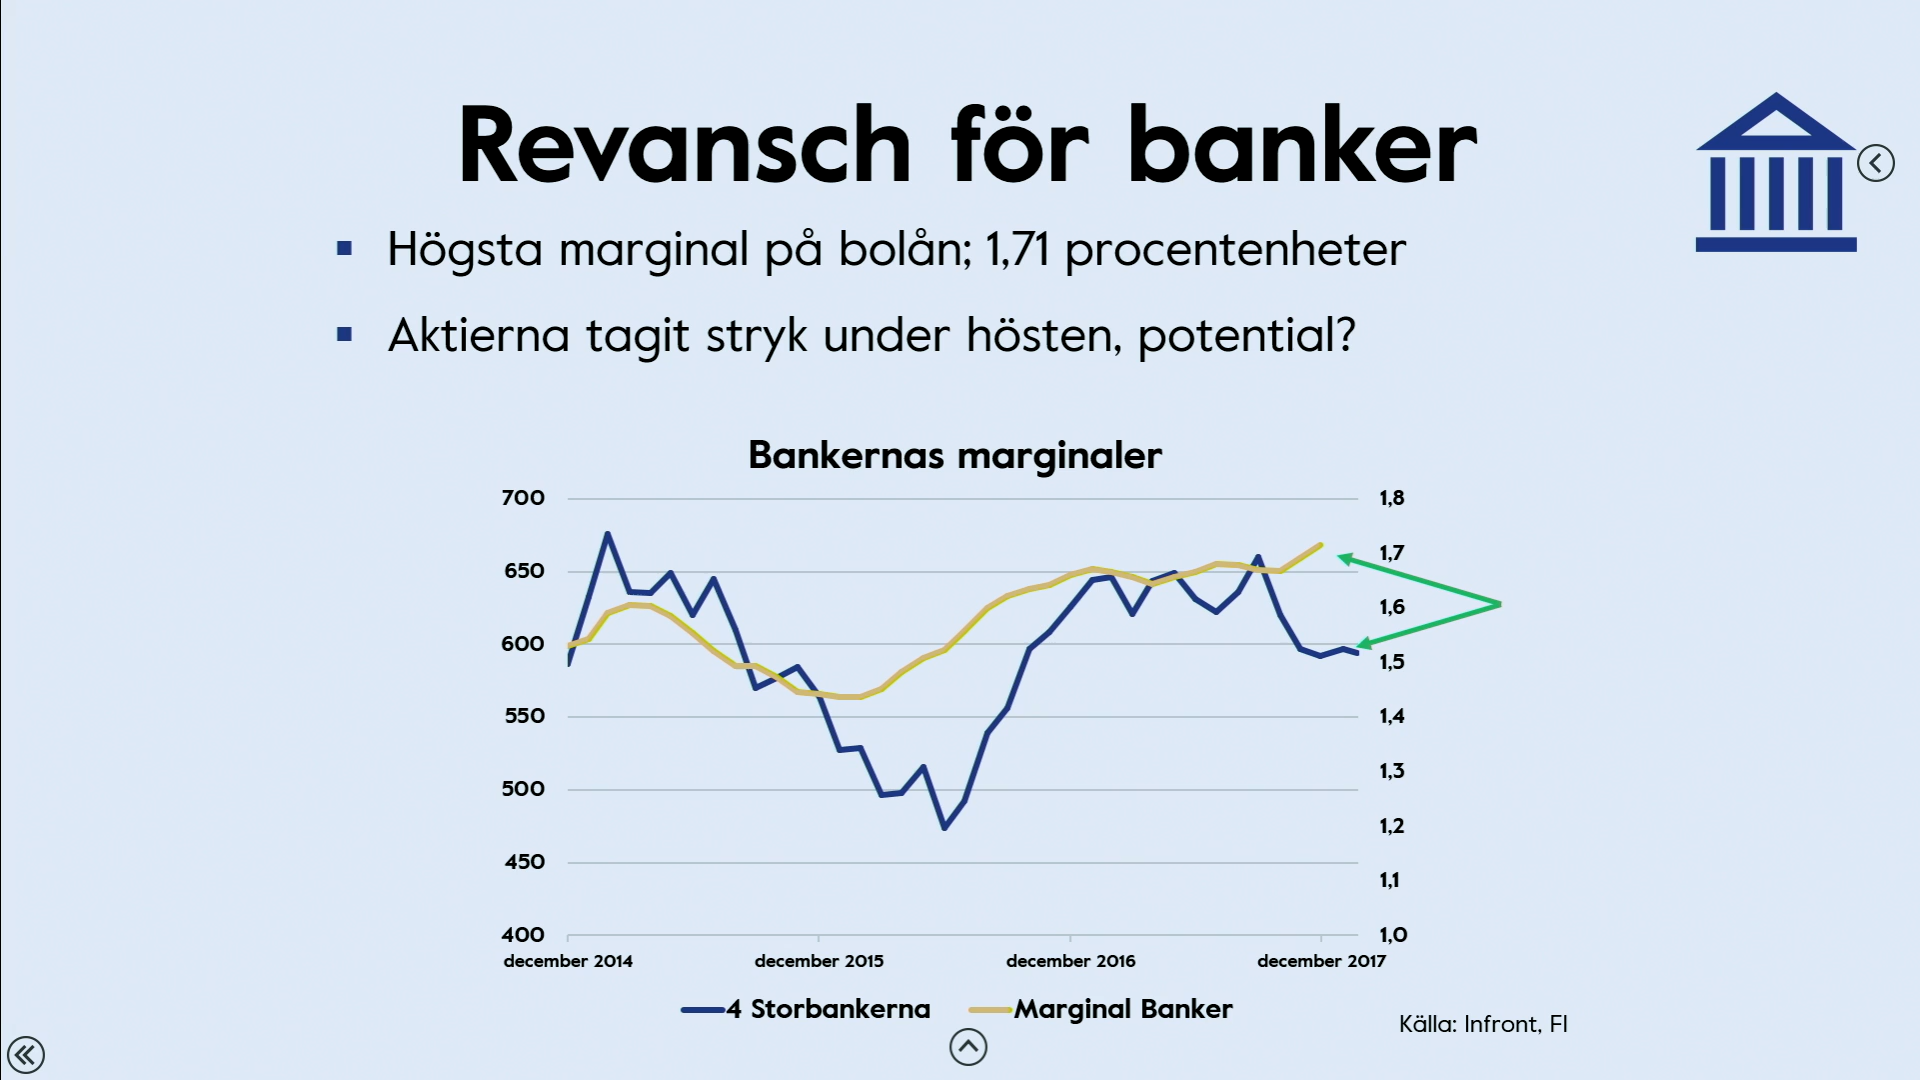 Revansch för banker
Högsta marginal på bolån; 1,71 procentenheter
Aktierna tagit stryk under hösten, potential?
Bankernas marginaler
700
650
600
550
500
450
400
1,8
1,7
1,6
1,5
1,4
1,3
1,2
1,1
1,0
december 2014 december 2015 december 2016 december 2017
4 Storbankerna Marginal Banker
Källa: Infront, FI